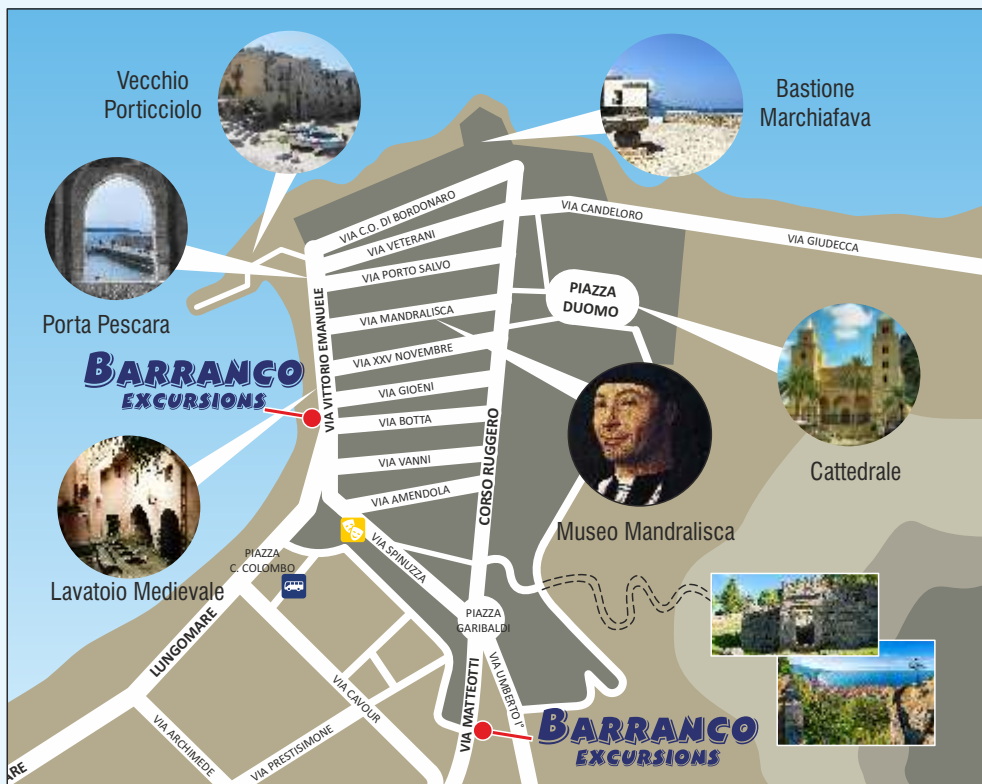 Vecchio
Porticciolo
Bastione
Marchiafava
VIA C.O. DI BORDONARO
VIA CANDELORO
VIA VETERANI
VIA GIUDECCA
VIA PORTO SALVO
PIAZZA
DUOMO
Porta Pescara
VIA MANDRALISCA
VIA VITTORIO EMANUELE
BARRANCO
EXCURSIONS
VIA XXV NOVEMBRE
VIA GIOENI
VIA BOTTA
CORSO RUGGERO
VIA VANNI
Cattedrale
VIA AMENDOLA
Museo Mandralisca
VIA SPINUZZA
PIAZZA
C. COLOMBO
Lavatoio Medievale
PIAZZA
GARIBALDI
LUNGOMARE
VIA CAVOUR
VIA MATTEOTTI
VIA UMBERTO I°
BARRANCO
EXCURSIONS
VIA ARCHIMEDE
VIA PRESTISIMONE
ARE